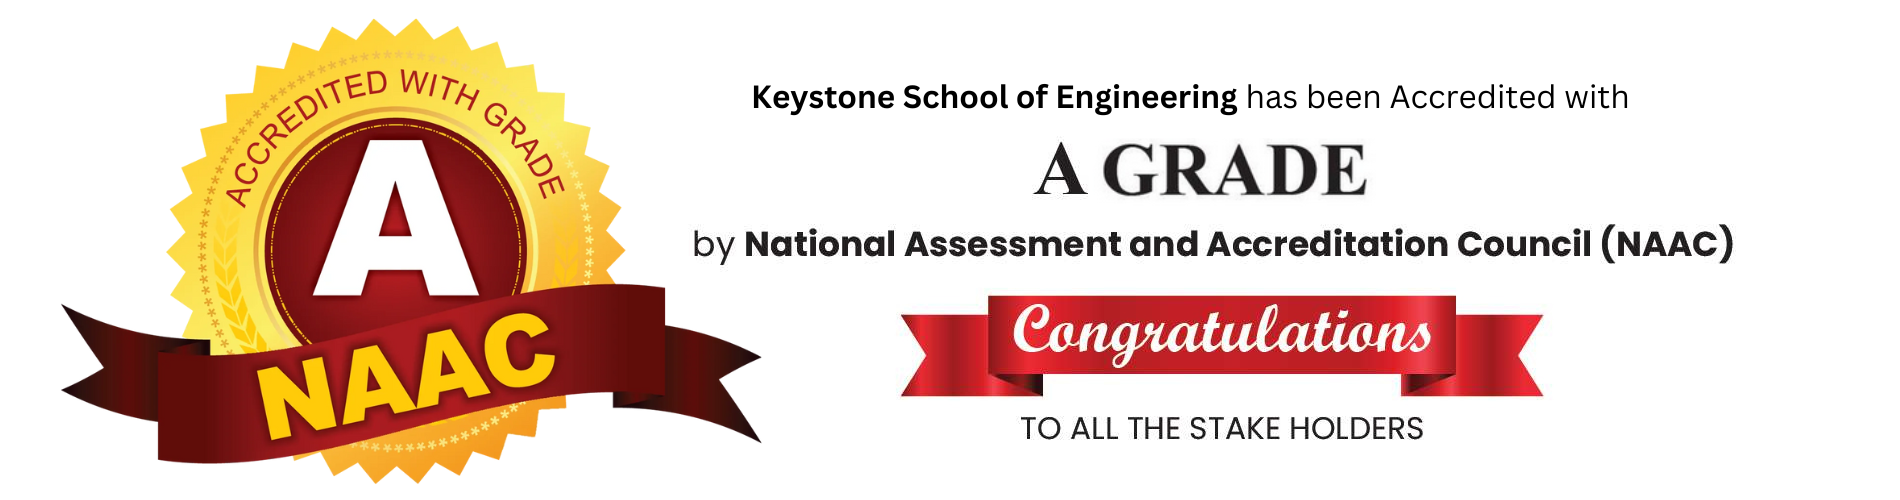 ACCREDITED WITH GRADE
A
NAAC
Keystone School of Engineering has been Accredited with
A GRADE
by National Assessment and Accreditation Council (NAAC)
Congratulations
TO ALL THE STAKE HOLDERS